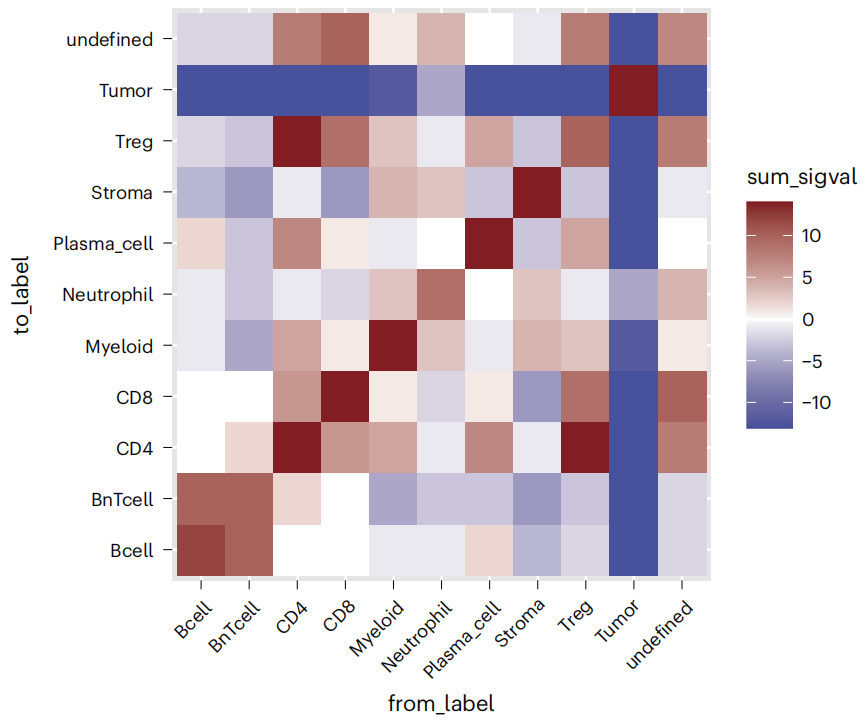 undefined
Tumor
Treg
Stroma
Plasma_cell
Neutrophil
Myeloid
CD8
CD4
BnTcell
Bcell
to_label
Bcell
BnTcell
CD4
CD8
Myeloid
Neutrophil
Plasma_cell
Stroma
Treg
Tumor
undefined
from_label
sum_sigval
10
5
0
−5
−10